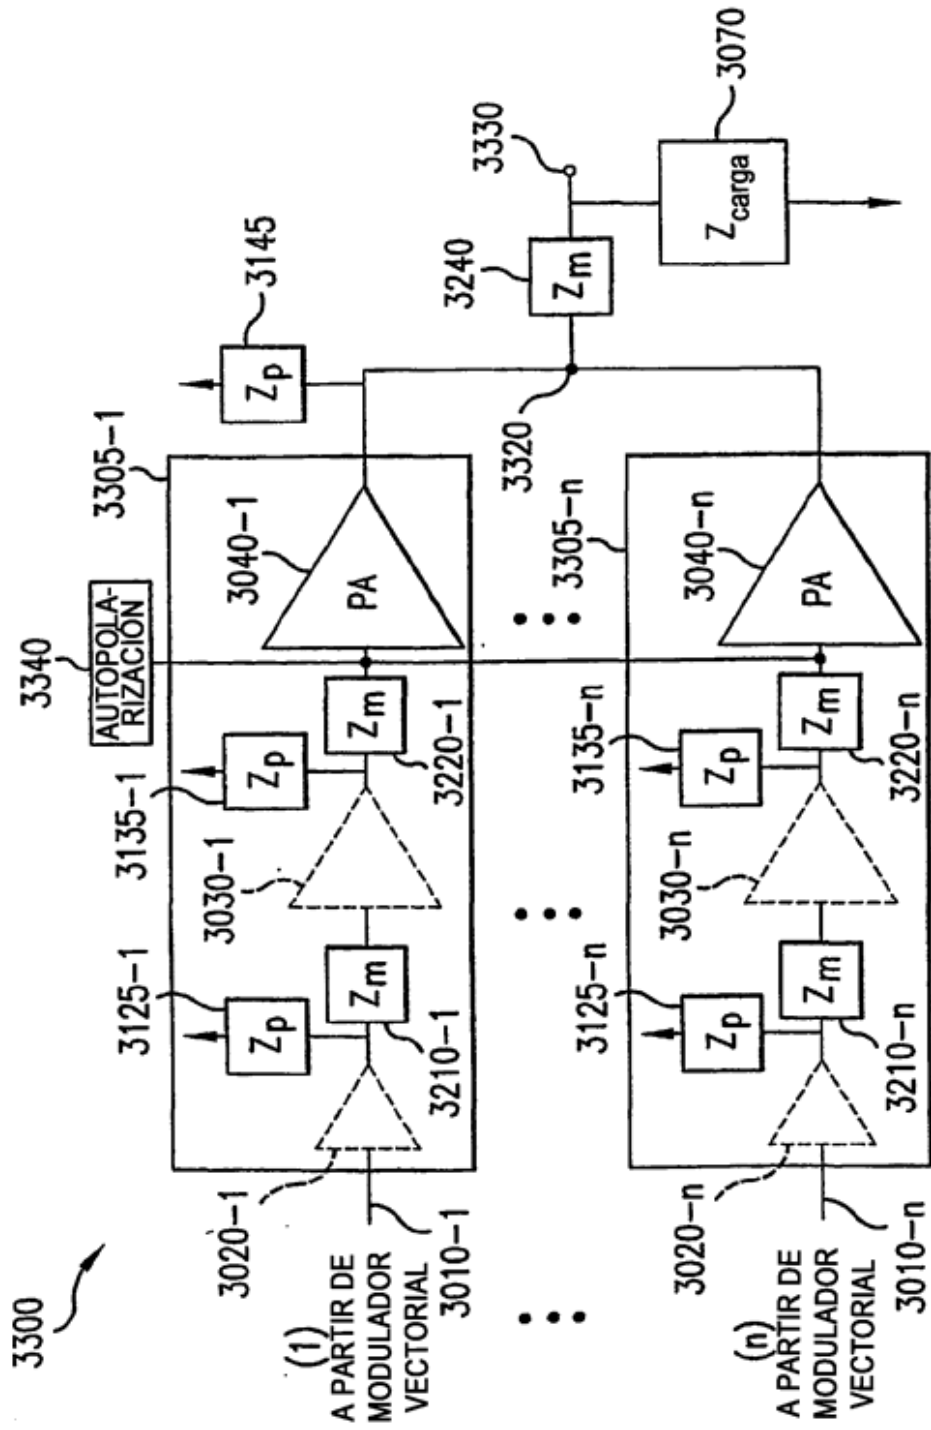 3300
3340
AUTOPOLA-
RIZACIÓN
3305-1
3145
Zp
3125-1
Zp
3135-1
Zp
3020-1
3030-1
3040-1
PA
Zm
3210-1
Zm
3220-1
(1)
A PARTIR DE
MODULADOR
VECTORIAL
3010-1
3320
3240
Zm
3330
3070
Zcarga
3305-n
3125-n
Zp
3135-n
Zp
3020-n
3030-n
3040-n
PA
Zm
3210-n
Zm
3220-n
(n)
A PARTIR DE
MODULADOR
VECTORIAL
3010-n